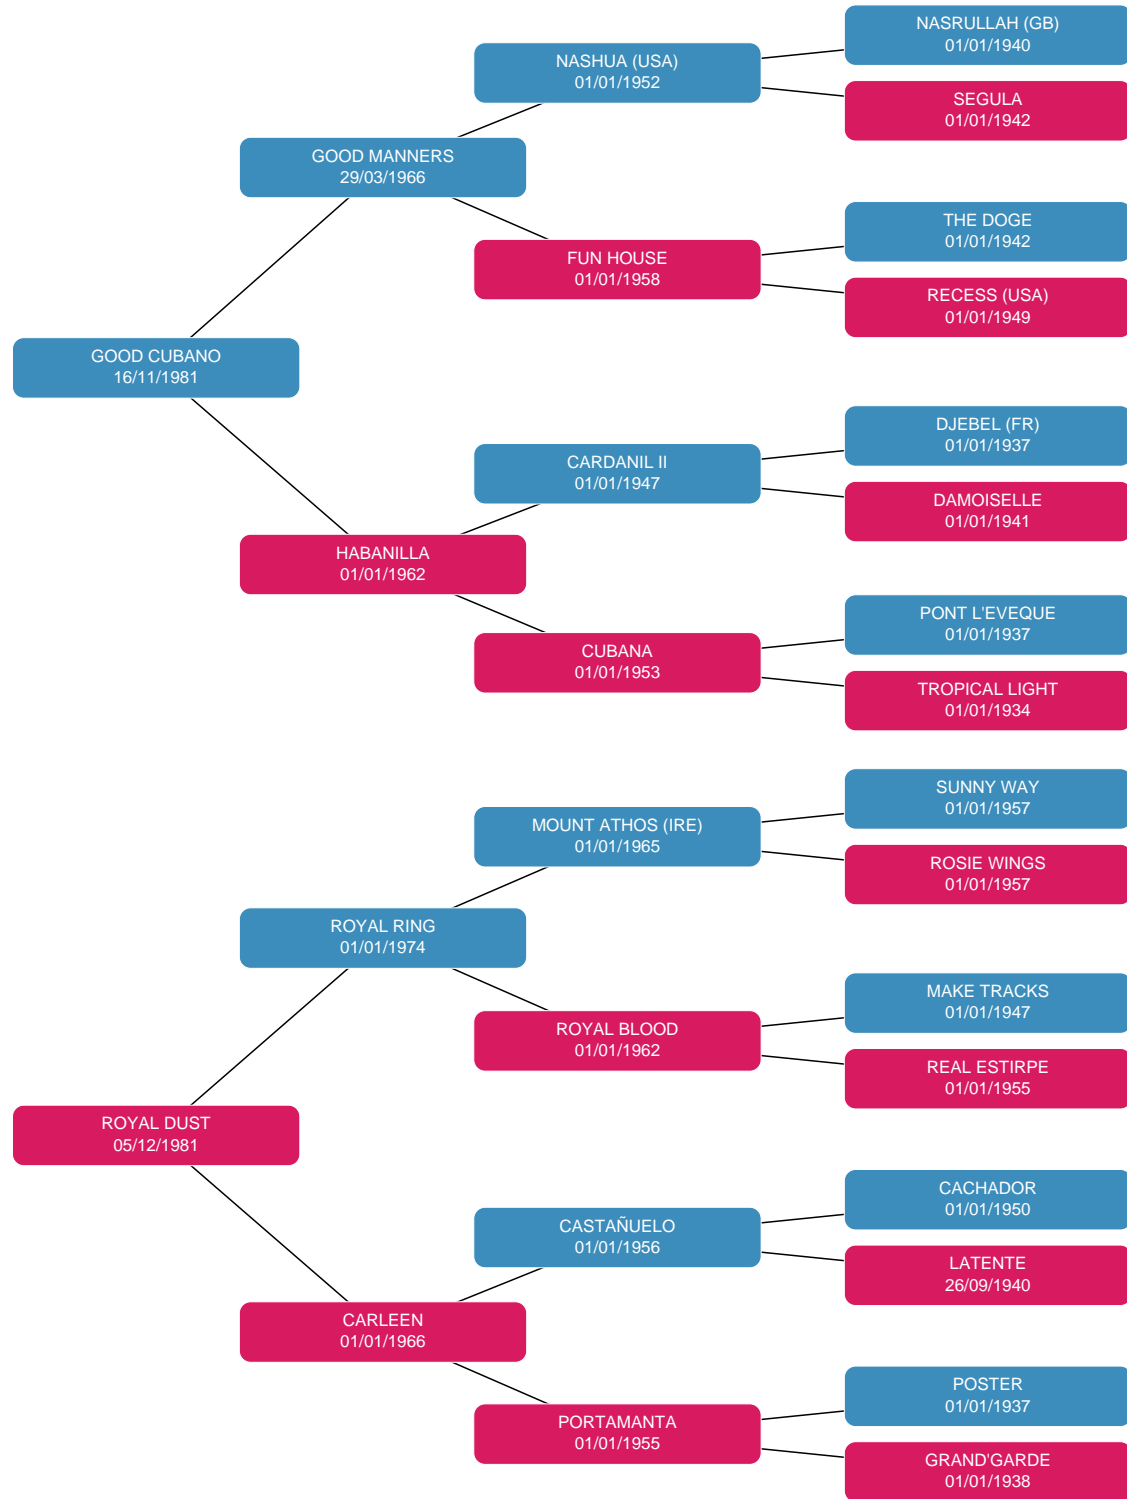 NASRULLAH (GB)
01/01/1940
NASHUA (USA)
01/01/1952
SEGULA
01/01/1942
GOOD MANNERS
29/03/1966
THE DOGE
01/01/1942
FUN HOUSE
01/01/1958
RECESS (USA)
01/01/1949
GOOD CUBANO
16/11/1981
DJEBEL (FR)
01/01/1937
CARDANIL II
01/01/1947
DAMOISELLE
01/01/1941
HABANILLA
01/01/1962
PONT L'EVEQUE
01/01/1937
CUBANA
01/01/1953
TROPICAL LIGHT
01/01/1934
SUNNY WAY
01/01/1957
MOUNT ATHOS (IRE)
01/01/1965
ROSIE WINGS
01/01/1957
ROYAL RING
01/01/1974
MAKE TRACKS
01/01/1947
ROYAL BLOOD
01/01/1962
REAL ESTIRPE
01/01/1955
ROYAL DUST
05/12/1981
CACHADOR
01/01/1950
CASTAÑUELO
01/01/1956
LATENTE
26/09/1940
CARLEEN
01/01/1966
POSTER
01/01/1937
PORTAMANTA
01/01/1955
GRAND'GARDE
01/01/1938